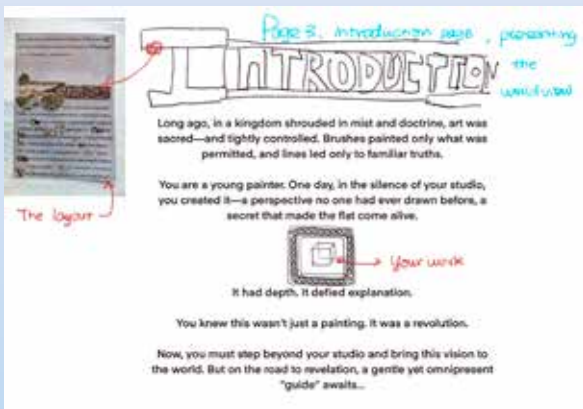 Page 3, introduction page, presenting
the
worldview
INTRODUCTION
Long ago, in a kingdom shrouded in mist and doctrine, art was
sacred—and tightly controlled. Brushes painted only what was
permitted, and lines led only to familiar truths.
You are a young painter. One day, in the silence of your studio,
you created it—a perspective no one had ever drawn before, a
secret that made the flat come alive.
The layout
Your work
It had depth. It defied explanation.
You knew this wasn't just a painting. It was a revolution.
Now, you must step beyond your studio and bring this vision to
the world. But on the road to revelation, a gentle yet omnipresent
"guide" awaits...